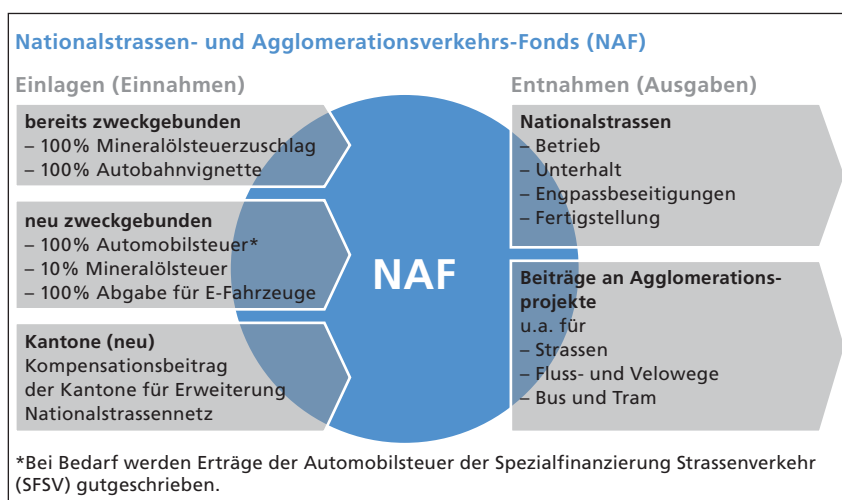 Nationalstrassen- und Agglomerationsverkehrs-Fonds (NAF)
Einlagen (Einnahmen)
bereits zweckgebunden
– 100% Mineralölsteuerzuschlag
– 100% Autobahnvignette
neu zweckgebunden
– 100% Automobilsteuer*
– 10% Mineralölsteuer
– 100% Abgabe für E-Fahrzeuge
Kantone (neu)
Kompensationsbeitrag
der Kantone für Erweiterung
Nationalstrassennetz
NAF
Entnahmen (Ausgaben)
Nationalstrassen
– Betrieb
– Unterhalt
– Engpassbeseitigungen
– Fertigstellung
Beiträge an Agglomerations-
projekte
u.a. für
– Strassen
– Fluss- und Velowege
– Bus und Tram
*Bei Bedarf werden Erträge der Automobilsteuer der Spezialfinanzierung Strassenverkehr
(SFSV) gutgeschrieben.